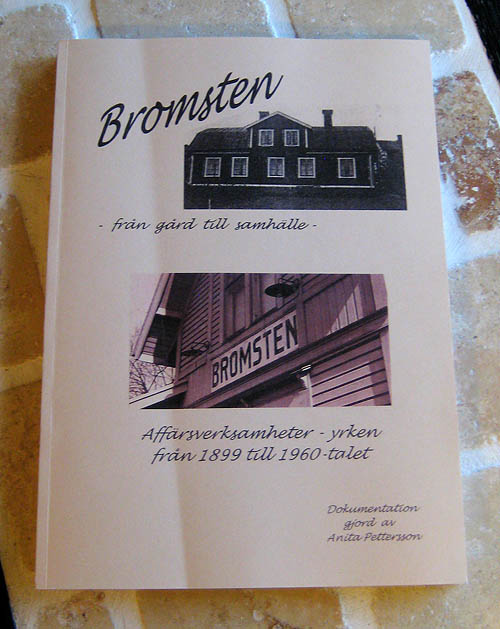 Bromsten
- från gård till samhälle -
BROMSTEN
Affärsverksamheter - yrken
från 1899 till 1960-talet
Dokumentation
gjord av
Anita Pettersson